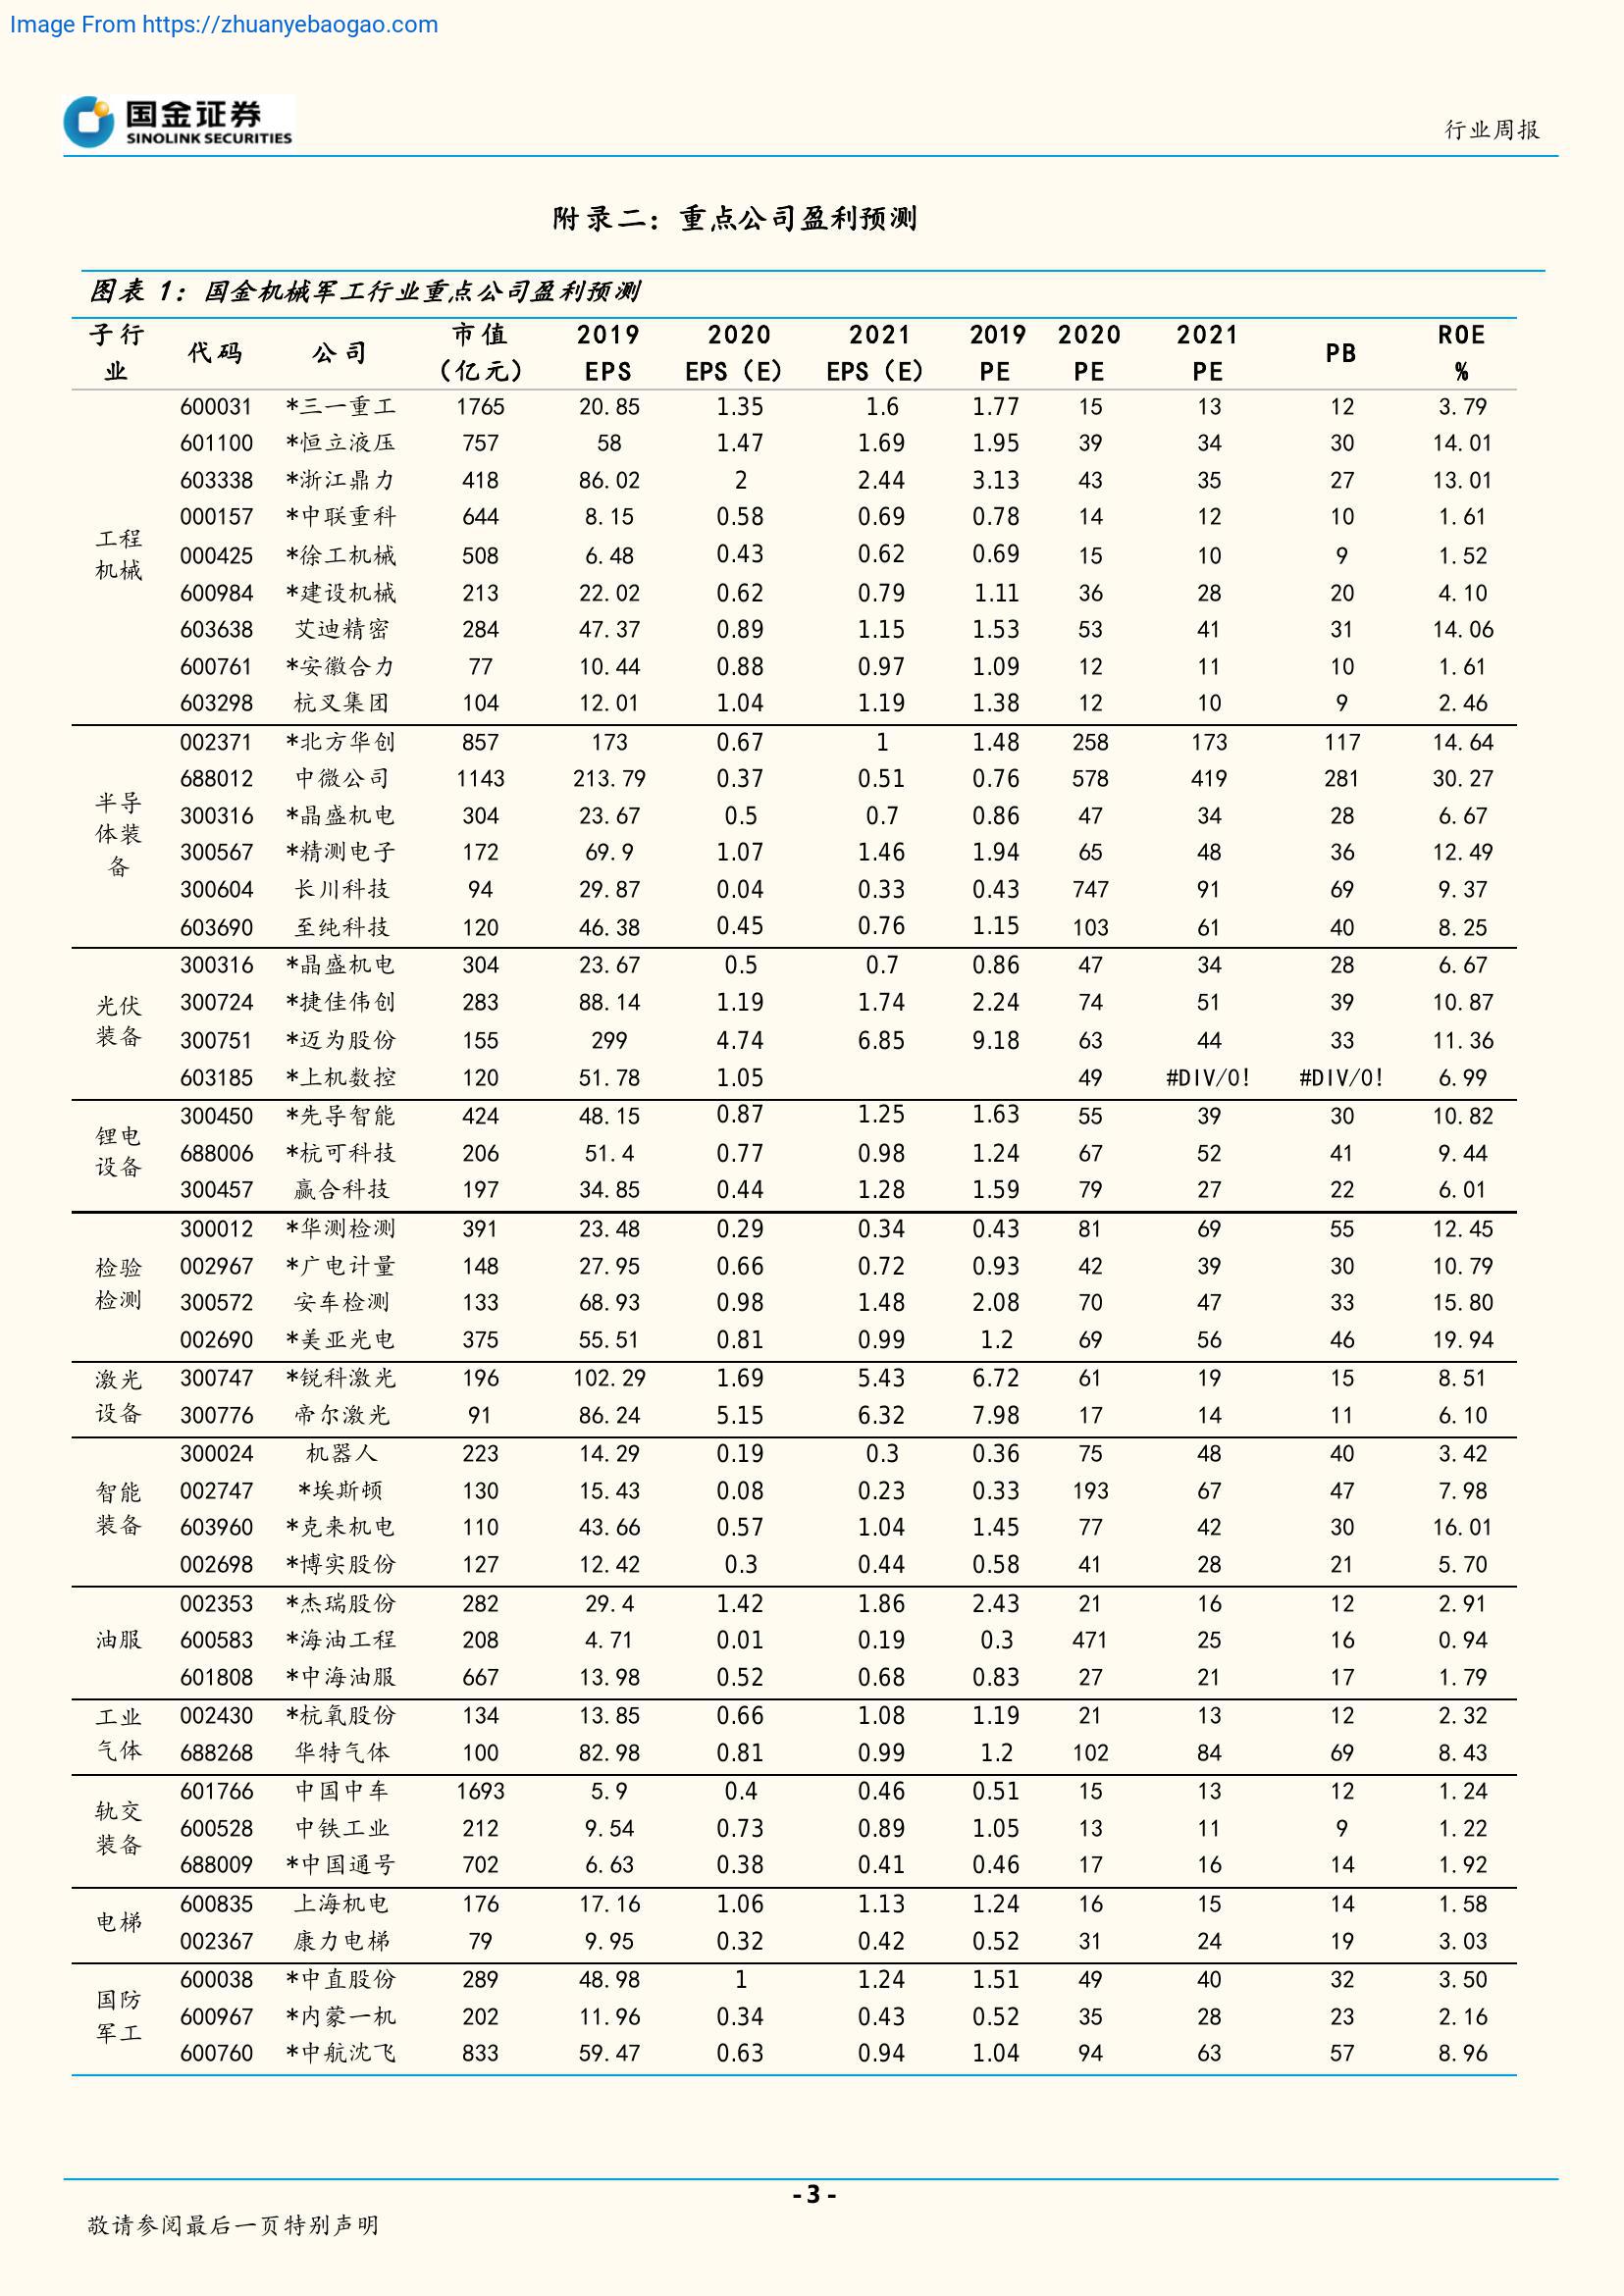 Image From https://zhuanyebaogao.com
国金证券
SINOLINK SECURITIES
行业周报
附录二：重点公司盈利预测
图表 1：国金机械军工行业重点公司盈利预测
子行业 代码 公司 市值（亿元） 2019 EPS 2020 EPS（E） 2021 EPS（E） 2019 PE 2020 PE 2021 PE PB ROE %
工程机械
600031 *三一重工 1765 20.85 1.35 1.6 1.77 15 13 12 3.79
601100 *恒立液压 757 58 1.47 1.69 1.95 39 34 30 14.01
603338 *浙江鼎力 418 86.02 2 2.44 3.13 43 35 27 13.01
000157 *中联重科 644 8.15 0.58 0.69 0.78 14 12 10 1.61
000425 *徐工机械 508 6.48 0.43 0.62 0.69 15 10 9 1.52
600984 *建设机械 213 22.02 0.62 0.79 1.11 36 28 20 4.10
603638 艾迪精密 284 47.37 0.89 1.15 1.53 53 41 31 14.06
600761 *安徽合力 77 10.44 0.88 0.97 1.09 12 11 10 1.61
603298 杭叉集团 104 12.01 1.04 1.19 1.38 12 10 9 2.46
半导体装备
002371 *北方华创 857 173 0.67 1 1.48 258 173 117 14.64
688012 中微公司 1143 213.79 0.37 0.51 0.76 578 419 281 30.27
300316 *晶盛机电 304 23.67 0.5 0.7 0.86 47 34 28 6.67
300567 *精测电子 172 69.9 1.07 1.46 1.94 65 48 36 12.49
300604 长川科技 94 29.87 0.04 0.33 0.43 747 91 69 9.37
603690 至纯科技 120 46.38 0.45 0.76 1.15 103 61 40 8.25
光伏装备
300316 *晶盛机电 304 23.67 0.5 0.7 0.86 47 34 28 6.67
300724 *捷佳伟创 283 88.14 1.19 1.74 2.24 74 51 39 10.87
300751 *迈为股份 155 299 4.74 6.85 9.18 63 44 33 11.36
603185 *上机数控 120 51.78 1.05 49 #DIV/0! #DIV/0! 6.99
锂电设备
300450 *先导智能 424 48.15 0.87 1.25 1.63 55 39 30 10.82
688006 *杭可科技 206 51.4 0.77 0.98 1.24 67 52 41 9.44
300457 赢合科技 197 34.85 0.44 1.28 1.59 79 27 22 6.01
检验检测
300012 *华测检测 391 23.48 0.29 0.34 0.43 81 69 55 12.45
002967 *广电计量 148 27.95 0.66 0.72 0.93 42 39 30 10.79
300572 安车检测 133 68.93 0.98 1.48 2.08 70 47 33 15.80
002690 *美亚光电 375 55.51 0.81 0.99 1.2 69 56 46 19.94
激光设备
300747 *锐科激光 196 102.29 1.69 5.43 6.72 61 19 15 8.51
300776 帝尔激光 91 86.24 5.15 6.32 7.98 17 14 11 6.10
智能装备
300024 机器人 223 14.29 0.19 0.3 0.36 75 48 40 3.42
002747 *埃斯顿 130 15.43 0.08 0.23 0.33 193 67 47 7.98
603960 *克来机电 110 43.66 0.57 1.04 1.45 77 42 30 16.01
002698 *博实股份 127 12.42 0.3 0.44 0.58 41 28 21 5.70
油服
002353 *杰瑞股份 282 29.4 1.42 1.86 2.43 21 16 12 2.91
600583 *海油工程 208 4.71 0.01 0.19 0.3 471 25 16 0.94
601808 *中海油服 667 13.98 0.52 0.68 0.83 27 21 17 1.79
工业气体
002430 *杭氧股份 134 13.85 0.66 1.08 1.19 21 13 12 2.32
688268 华特气体 100 82.98 0.81 0.99 1.2 102 84 69 8.43
轨交装备
601766 中国中车 1693 5.9 0.4 0.46 0.51 15 13 12 1.24
600528 中铁工业 212 9.54 0.73 0.89 1.05 13 11 9 1.22
688009 *中国通号 702 6.63 0.38 0.41 0.46 17 16 14 1.92
电梯
600835 上海机电 176 17.16 1.06 1.13 1.24 16 15 14 1.58
002367 康力电梯 79 9.95 0.32 0.42 0.52 31 24 19 3.03
国防军工
600038 *中直股份 289 48.98 1 1.24 1.51 49 40 32 3.50
600967 *内蒙一机 202 11.96 0.34 0.43 0.52 35 28 23 2.16
600760 *中航沈飞 833 59.47 0.63 0.94 1.04 94 63 57 8.96
- 3 -
敬请参阅最后一页特别声明